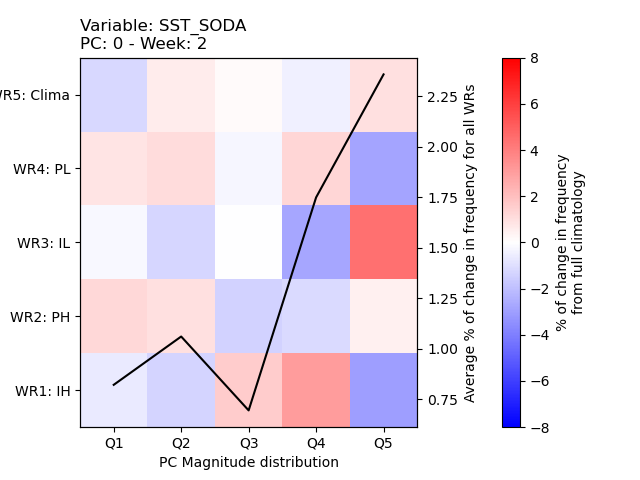 Variable: SST_SODA
PC: 0 - Week: 2
WR5: Clima
WR4: PL
WR3: IL
WR2: PH
WR1: IH
Q1 Q2 Q3 Q4 Q5
PC Magnitude distribution
2.25
2.00
1.75
1.50
1.25
1.00
0.75
Average % of change in frequency for all WRs
8
6
4
2
0
−2
−4
−6
−8
% of change in frequency
from full climatology